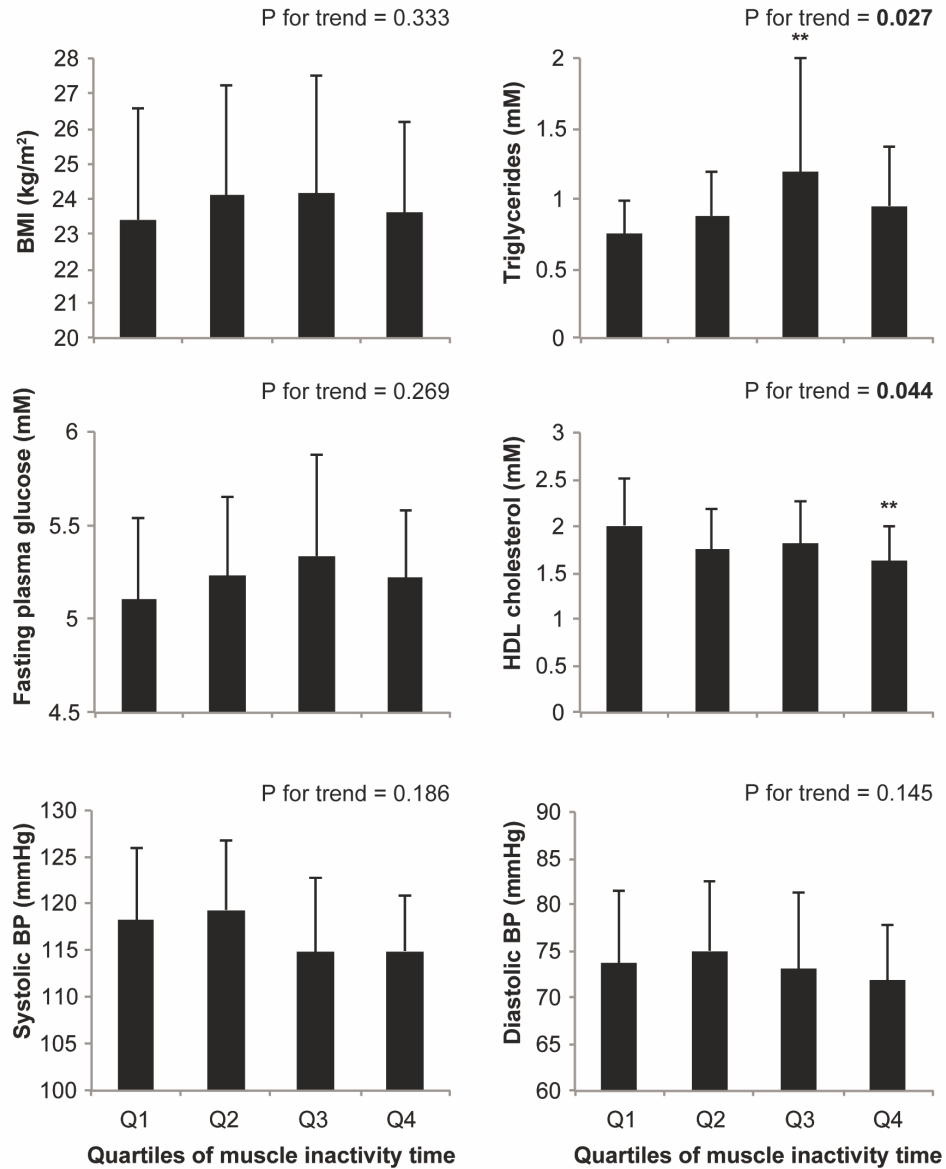 P for trend = 0.333
BMI (kg/m²)
28
27
26
25
24
23
22
21
20
P for trend = 0.027
**
Triglycerides (mM)
2
1.5
1
0.5
0
P for trend = 0.269
Fasting plasma glucose (mM)
6
5.5
5
4.5
P for trend = 0.044
**
HDL cholesterol (mM)
3
2.5
2
1.5
1
0.5
0
P for trend = 0.186
Systolic BP (mmHg)
130
125
120
115
110
105
100
Q1 Q2 Q3 Q4
Quartiles of muscle inactivity time
P for trend = 0.145
Diastolic BP (mmHg)
90
85
80
75
70
65
60
Q1 Q2 Q3 Q4
Quartiles of muscle inactivity time